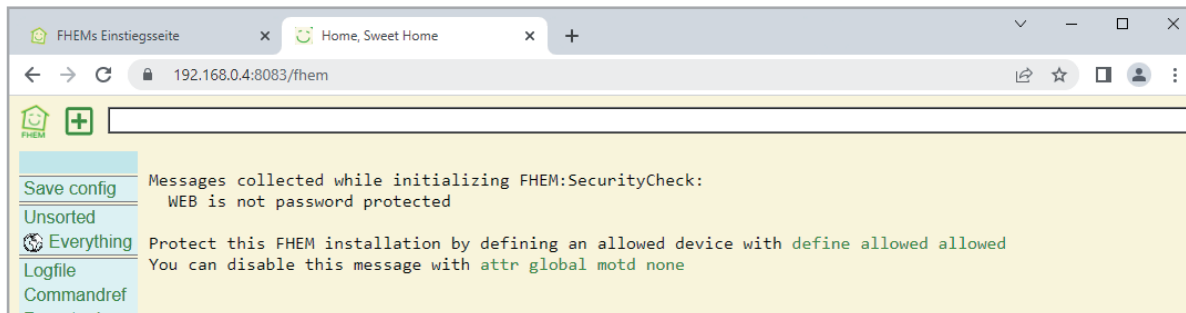 FHEMs Einstiegsseite
Home, Sweet Home
192.168.0.4:8083/fhem
FHEM
Save config
Unsorted
Everything
Logfile
Commandref
Messages collected while initializing FHEM:SecurityCheck:
WEB is not password protected
Protect this FHEM installation by defining an allowed device with define allowed allowed
You can disable this message with attr global motd none